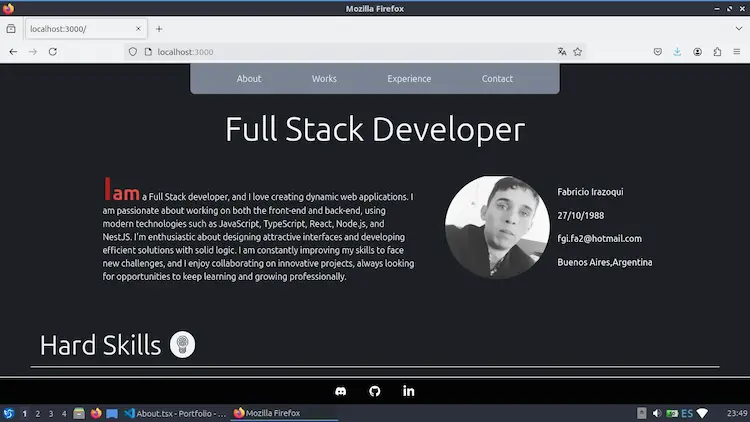 Mozilla Firefox
localhost:3000/
localhost:3000
About Works Experience Contact
Full Stack Developer
I am a Full Stack developer, and I love creating dynamic web applications. I
am passionate about working on both the front-end and back-end, using
modern technologies such as JavaScript, TypeScript, React, Node.js, and
NestJS. I'm enthusiastic about designing attractive interfaces and developing
efficient solutions with solid logic. I am constantly improving my skills to face
new challenges, and I enjoy collaborating on innovative projects, always looking
for opportunities to keep learning and growing professionally.
Fabricio Irazoqui
27/10/1988
fgi.fa2@hotmail.com
Buenos Aires,Argentina
Hard Skills
1 2 3 4 About.tsx - Portfolio - ... Mozilla Firefox ES 23:49